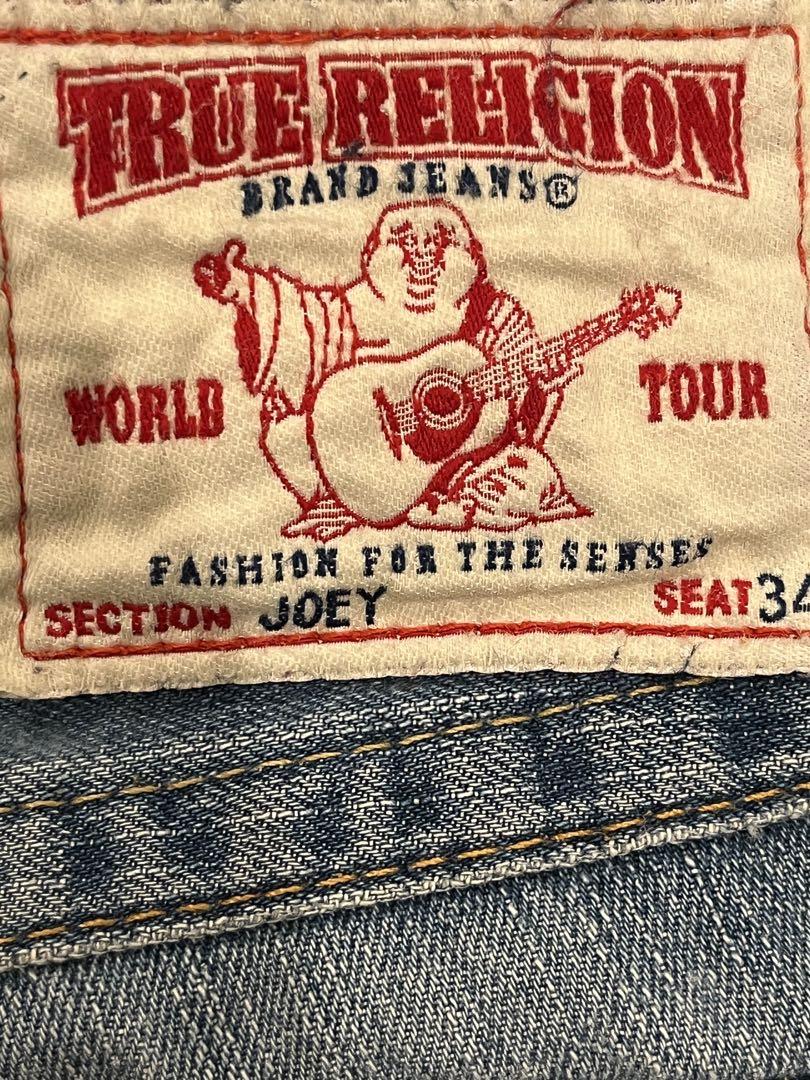 TRUE RELIGION
BRAND JEANS®
WORLD TOUR
FASHION FOR THE SENSES
SECTION JOEY SEAT 34